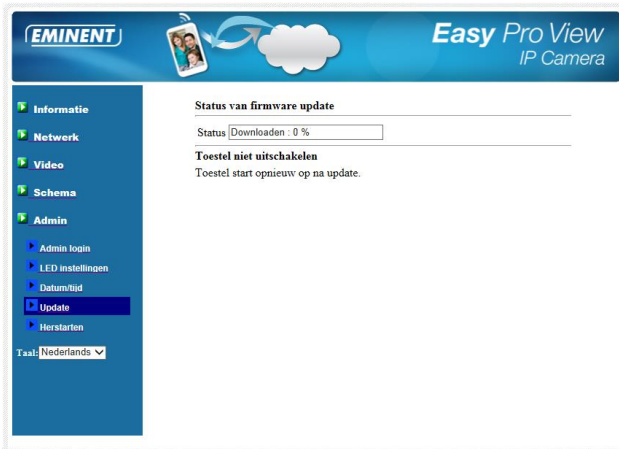 EMINENT
Easy Pro View
IP Camera
Informatie
Netwerk
Video
Schema
Admin
Admin login
LED instellingen
Datum/tijd
Update
Herstarten
Taal: Nederlands
Status van firmware update
Status Downloaden : 0 %
Toestel niet uitschakelen
Toestel start opnieuw op na update.